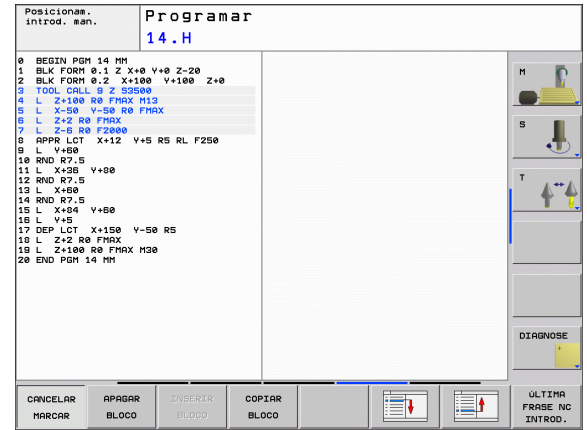 Posicionam.
introd. man.
Programar
14.H
0 BEGIN PGM 14 MM
1 BLK FORM 0.1 Z X+0 Y+0 Z-20
2 BLK FORM 0.2 X+100 Y+100 Z+0
3 TOOL CALL 9 Z S3500
4 L Z+100 R0 FMAX M13
5 L X-50 Y-50 R0 FMAX
6 L Z+2 R0 FMAX
7 L Z-6 R0 F2000
8 APPR LCT X+12 Y+5 R5 RL F250
9 L Y+60
10 RND R7.5
11 L X+36 Y+80
12 RND R7.5
13 L X+60
14 RND R7.5
15 L X+84 Y+60
16 L Y+5
17 DEP LCT X+150 Y-50 R5
18 L Z+2 R0 FMAX
19 L Z+100 R0 FMAX M30
20 END PGM 14 MM
M
S
T
DIAGNOSE
CANCELAR
MARCAR
APAGAR
BLOCO
INSERIR
BLOCO
COPIAR
BLOCO
ÚLTIMA
FRASE NC
INTROD.